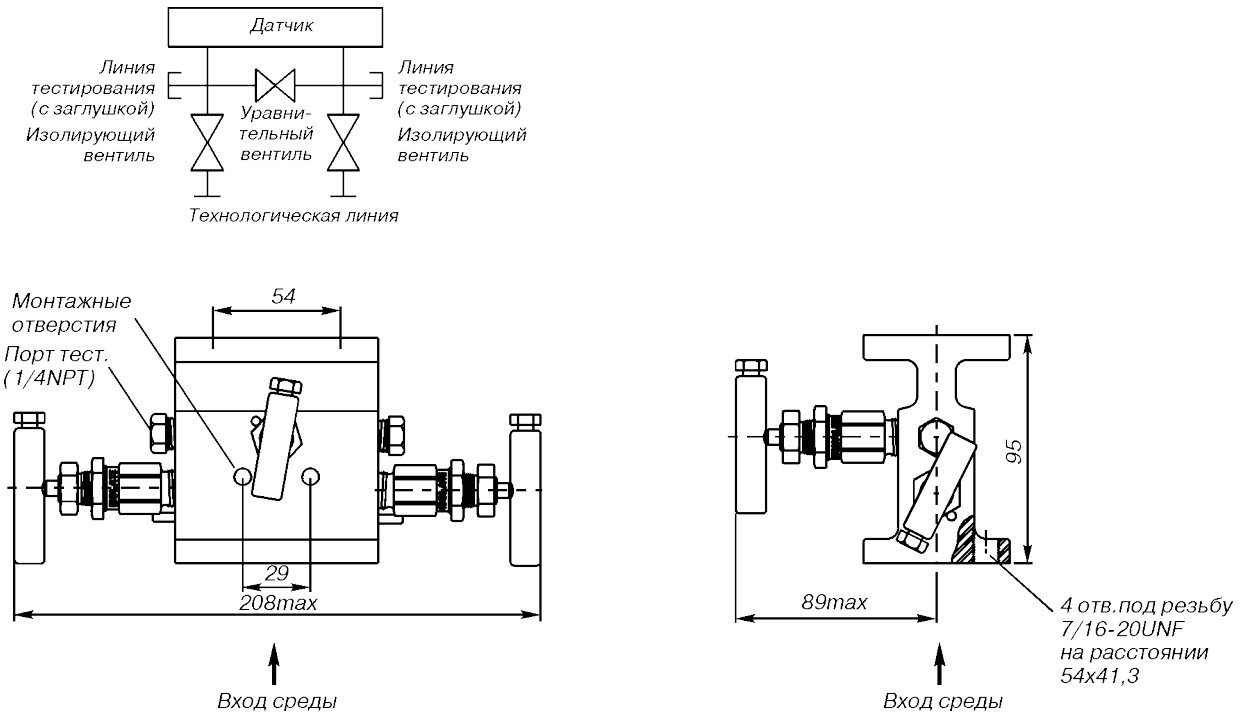 Датчик
Линия
тестирования
(с заглушкой)
Изолирующий
вентиль
Уравни-
тельный
вентиль
Линия
тестирования
(с заглушкой)
Изолирующий
вентиль
Технологическая линия
Монтажные
отверстия
Порт тест.
(1/4NPT)
54
29
208max
Вход среды
95
89max
4 отв.под резьбу
7/16-20UNF
на расстоянии
54x41,3
Вход среды